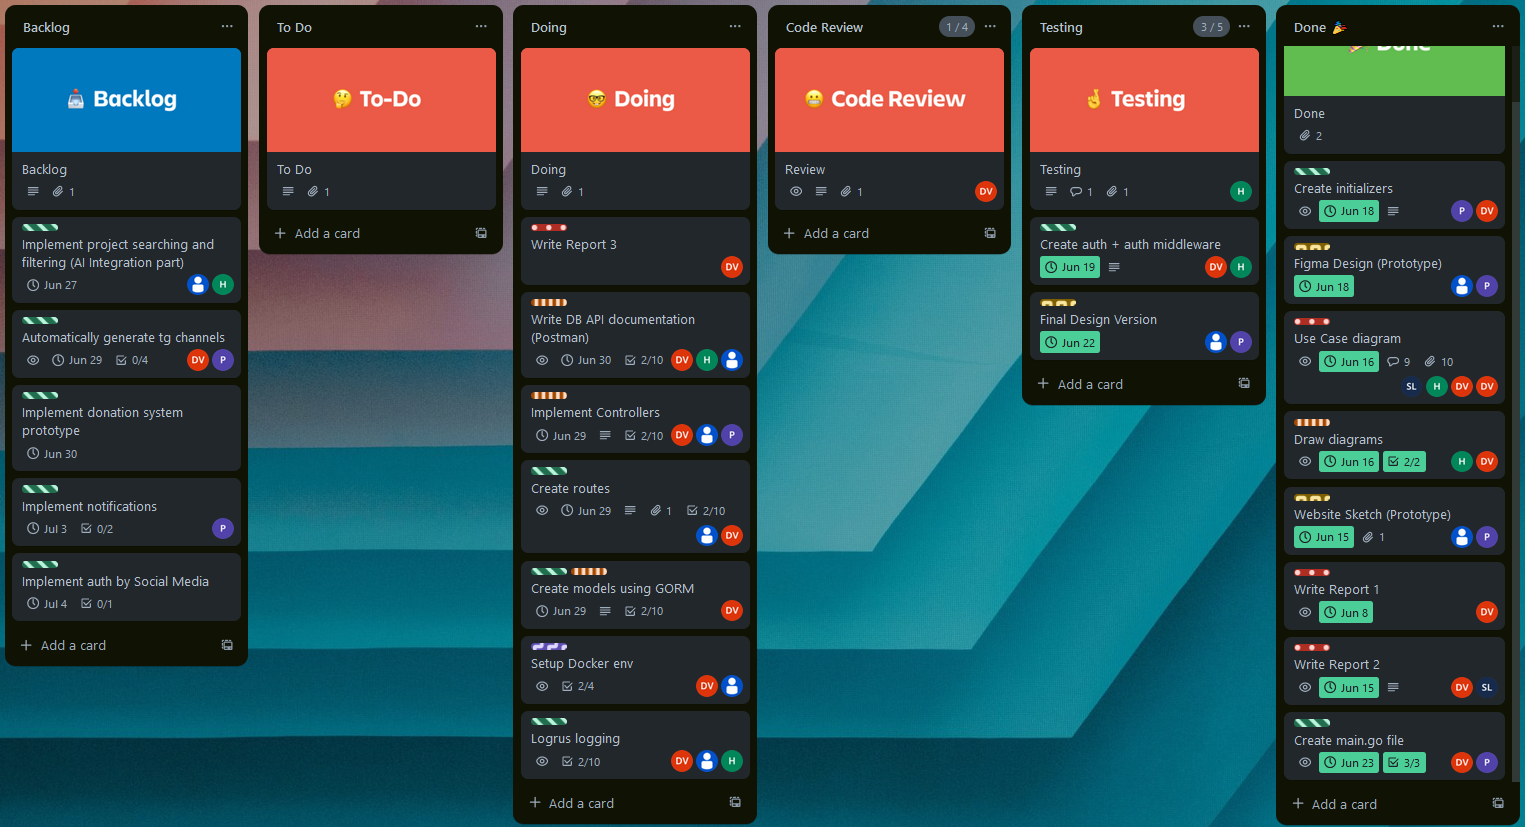 Backlog
Backlog
Backlog
1
Implement project searching and
filtering (AI Integration part)
Jun 27
H
Automatically generate tg channels
Jun 29
0/4
DV
P
Implement donation system
prototype
Jun 30
Implement notifications
Jul 3
0/2
P
Implement auth by Social Media
Jul 4
0/1
+ Add a card
To Do
To-Do
To Do
1
+ Add a card
Doing
Doing
Doing
1
Write Report 3
DV
Write DB API documentation
(Postman)
Jun 30
2/10
DV
H
Implement Controllers
Jun 29
2/10
DV
P
Create routes
Jun 29
1
2/10
DV
Create models using GORM
Jun 29
2/10
DV
Setup Docker env
2/4
DV
Logrus logging
2/10
DV
H
+ Add a card
Code Review
1 / 4
Code Review
Review
1
DV
+ Add a card
Testing
3 / 5
Testing
Testing
1
1
H
Create auth + auth middleware
Jun 19
DV
H
Final Design Version
Jun 22
P
+ Add a card
Done
Done
Done
2
Create initializers
Jun 18
P
DV
Figma Design (Prototype)
Jun 18
P
Use Case diagram
Jun 16
9
10
SL
H
DV
DV
Draw diagrams
Jun 16
2/2
H
DV
Website Sketch (Prototype)
Jun 15
1
P
Write Report 1
Jun 8
DV
Write Report 2
Jun 15
DV
SL
Create main.go file
Jun 23
3/3
DV
P
+ Add a card